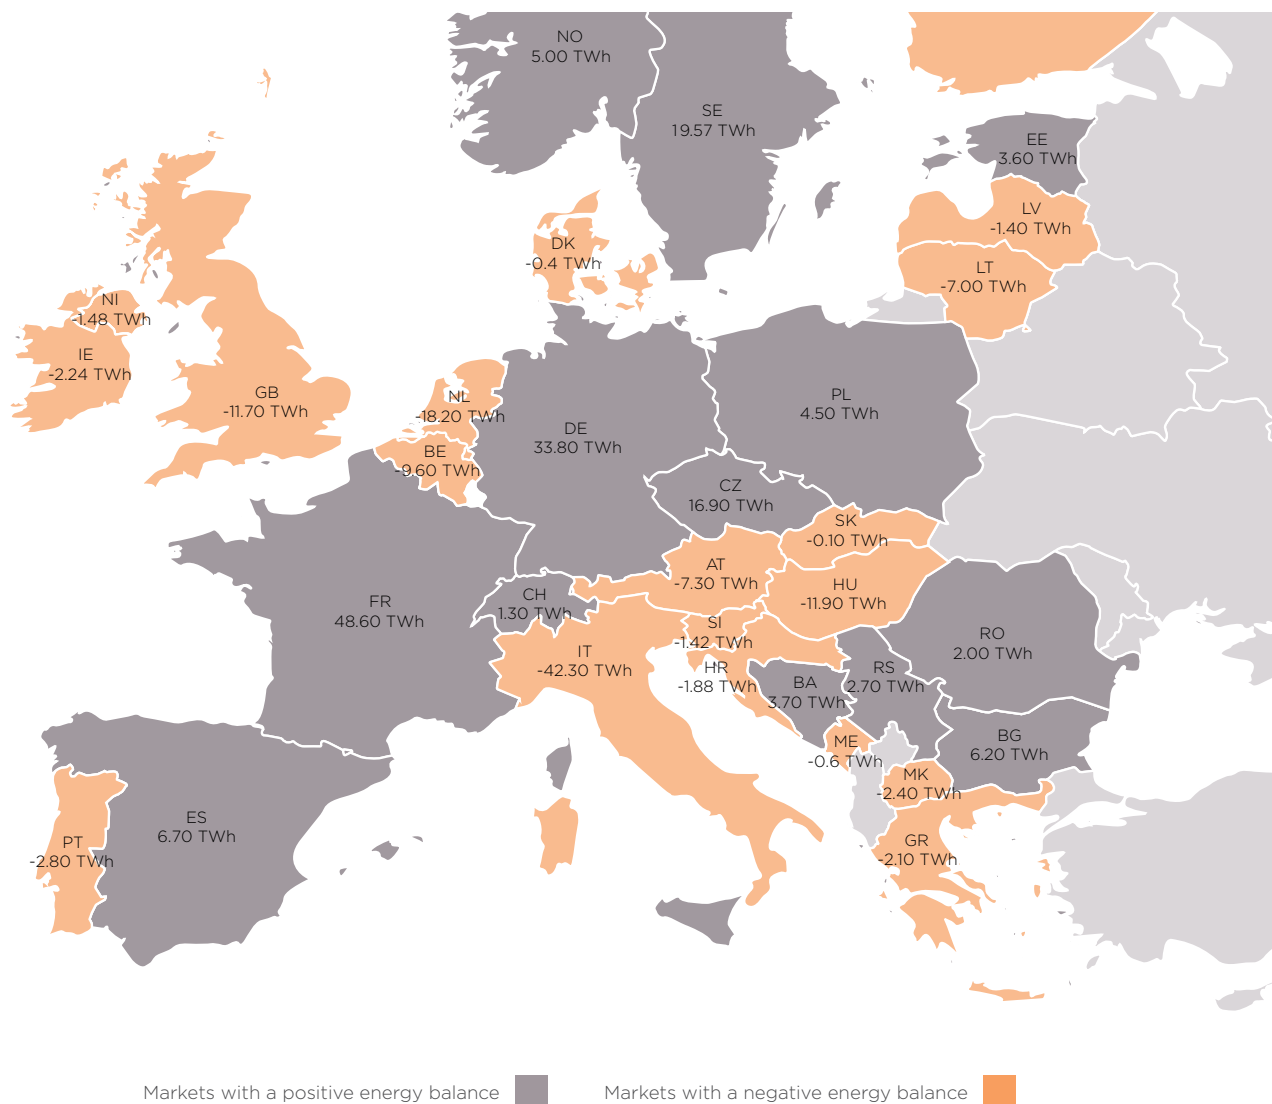 NO
5.00 TWh
SE
19.57 TWh
EE
3.60 TWh
LV
-1.40 TWh
DK
-0.4 TWh
LT
-7.00 TWh
NI
-1.48 TWh
IE
-2.24 TWh
GB
-11.70 TWh
NL
-18.20 TWh
PL
4.50 TWh
DE
33.80 TWh
BE
-9.60 TWh
CZ
16.90 TWh
SK
-0.10 TWh
AT
-7.30 TWh
HU
-11.90 TWh
CH
1.30 TWh
FR
48.60 TWh
SI
-1.42 TWh
RO
2.00 TWh
IT
-42.30 TWh
HR
-1.88 TWh
RS
2.70 TWh
BA
3.70 TWh
ME
-0.6 TWh
BG
6.20 TWh
MK
-2.40 TWh
ES
6.70 TWh
PT
-2.80 TWh
GR
-2.10 TWh
Markets with a positive energy balance
Markets with a negative energy balance